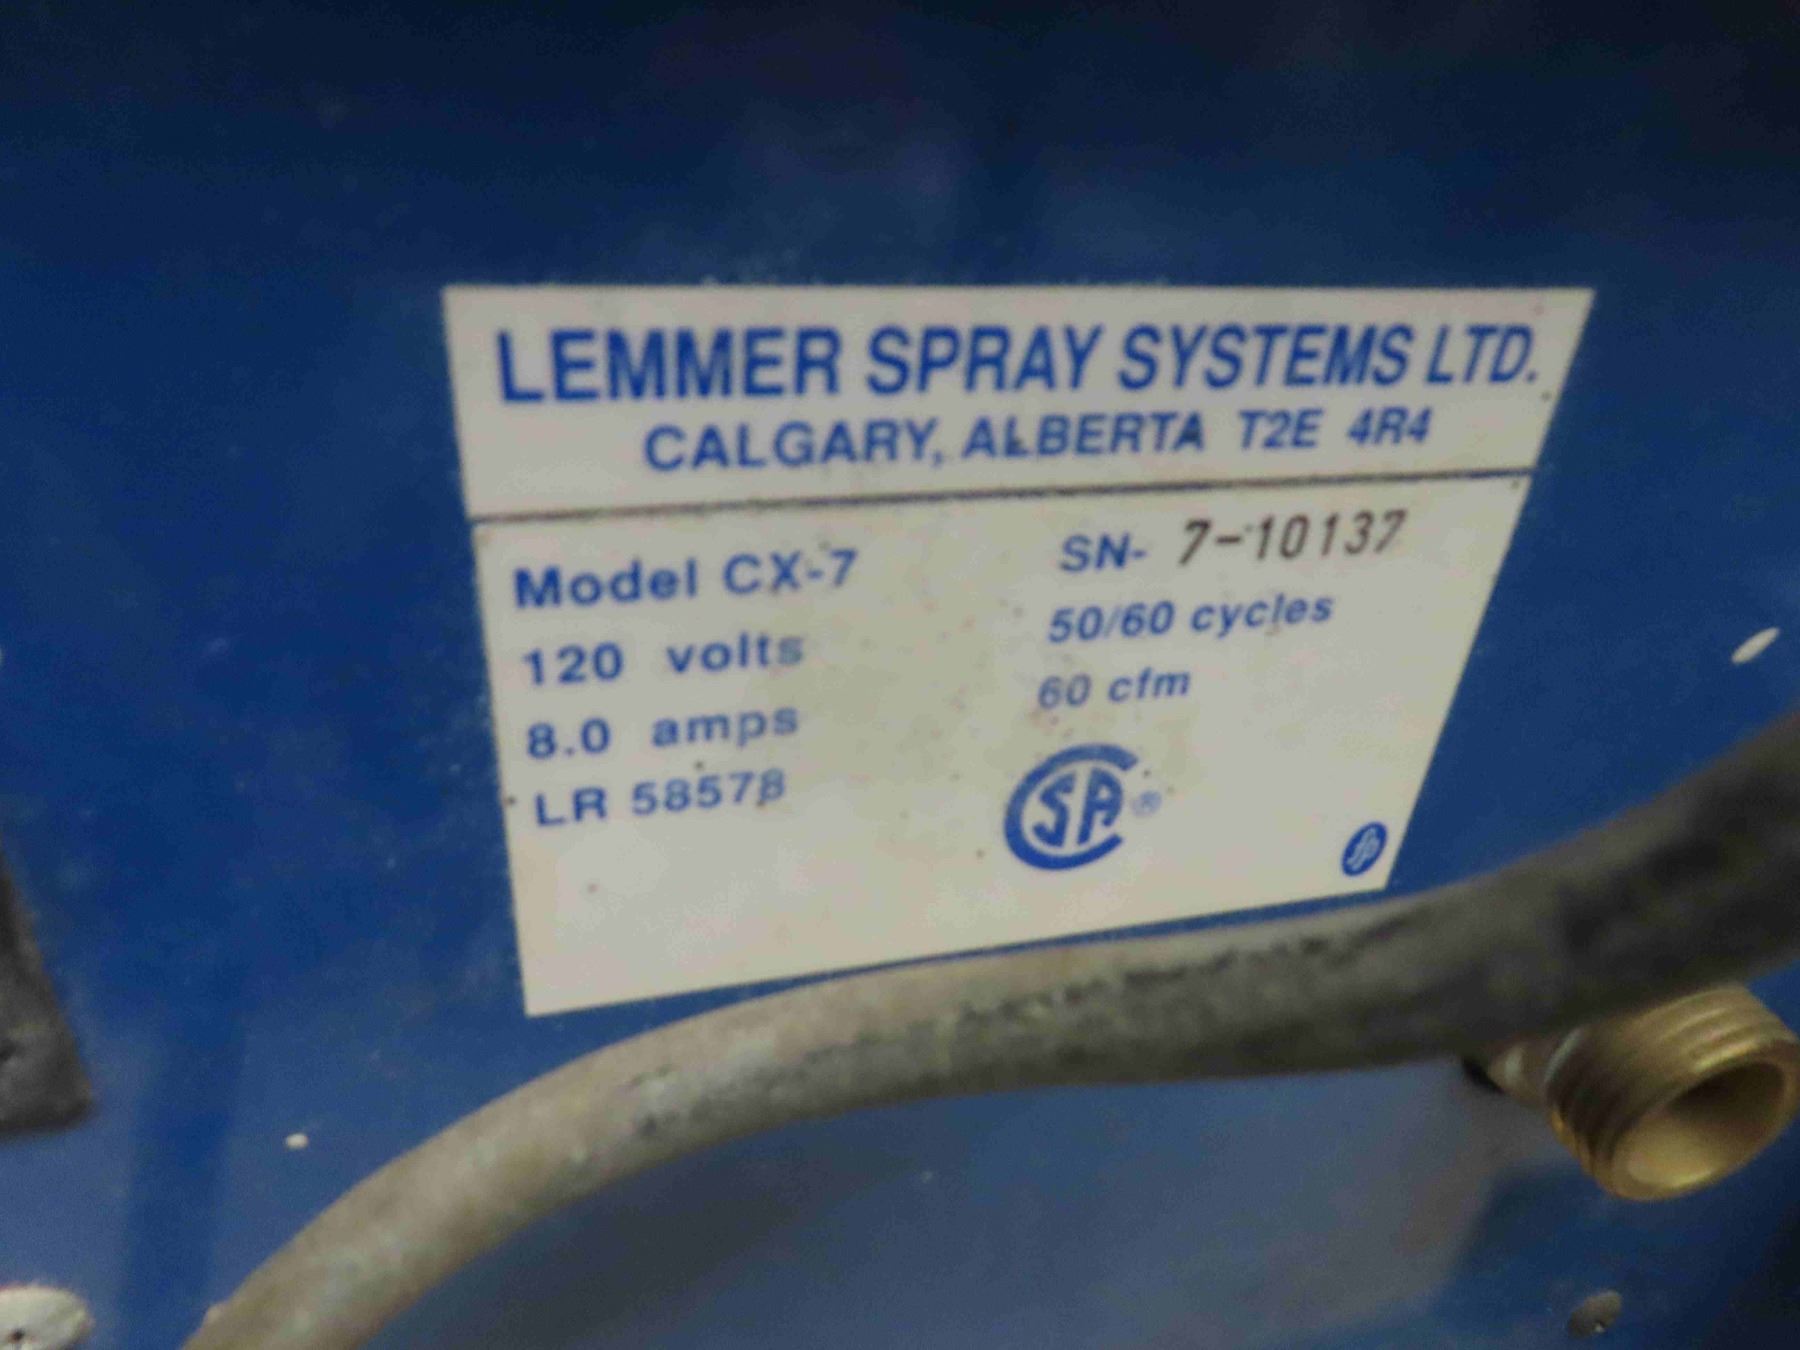 LEMMER SPRAY SYSTEMS LTD.
CALGARY, ALBERTA T2E 4R4
Model CX-7 SN- 7-10137
120 volts 50/60 cycles
8.0 amps 60 cfm
LR 58578
CSA ®